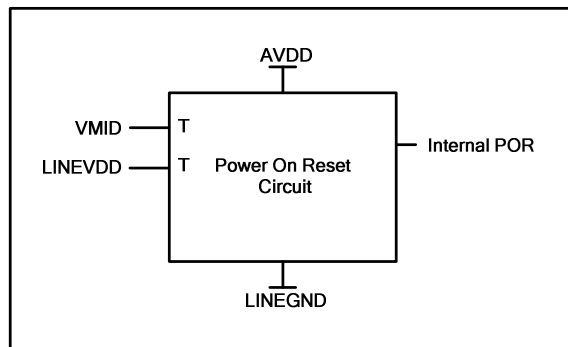 AVDD
VMID
T
Internal POR
LINEVDD
T
Power On Reset
Circuit
LINEGND